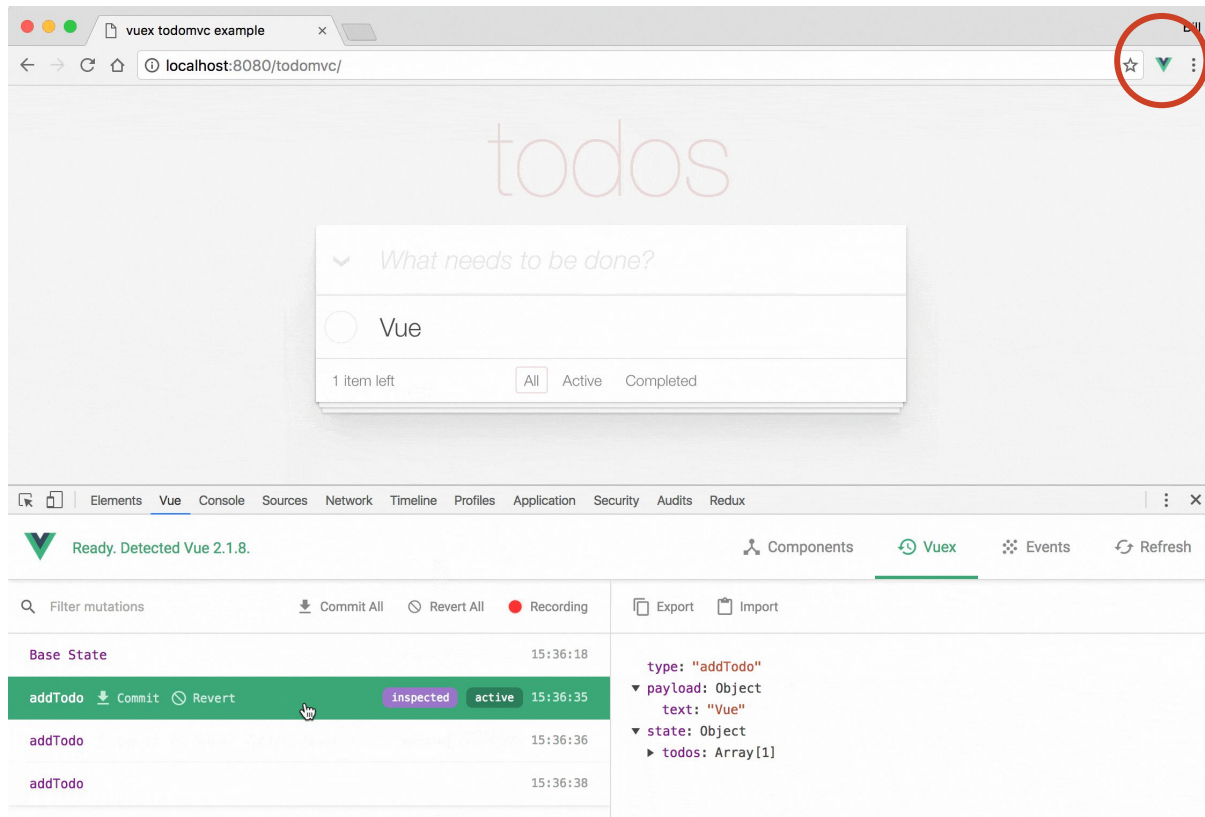 vuex todomvc example
Bill
localhost:8080/todomvc/
todos
What needs to be done?
Vue
1 item left All Active Completed
Elements Vue Console Sources Network Timeline Profiles Application Security Audits Redux
Ready. Detected Vue 2.1.8. Components Vuex Events Refresh
Filter mutations Commit All Revert All Recording Export Import
Base State 15:36:18
addTodo Commit Revert inspected active 15:36:35
addTodo 15:36:36
addTodo 15:36:38
type: "addTodo"
payload: Object
text: "Vue"
state: Object
todos: Array[1]